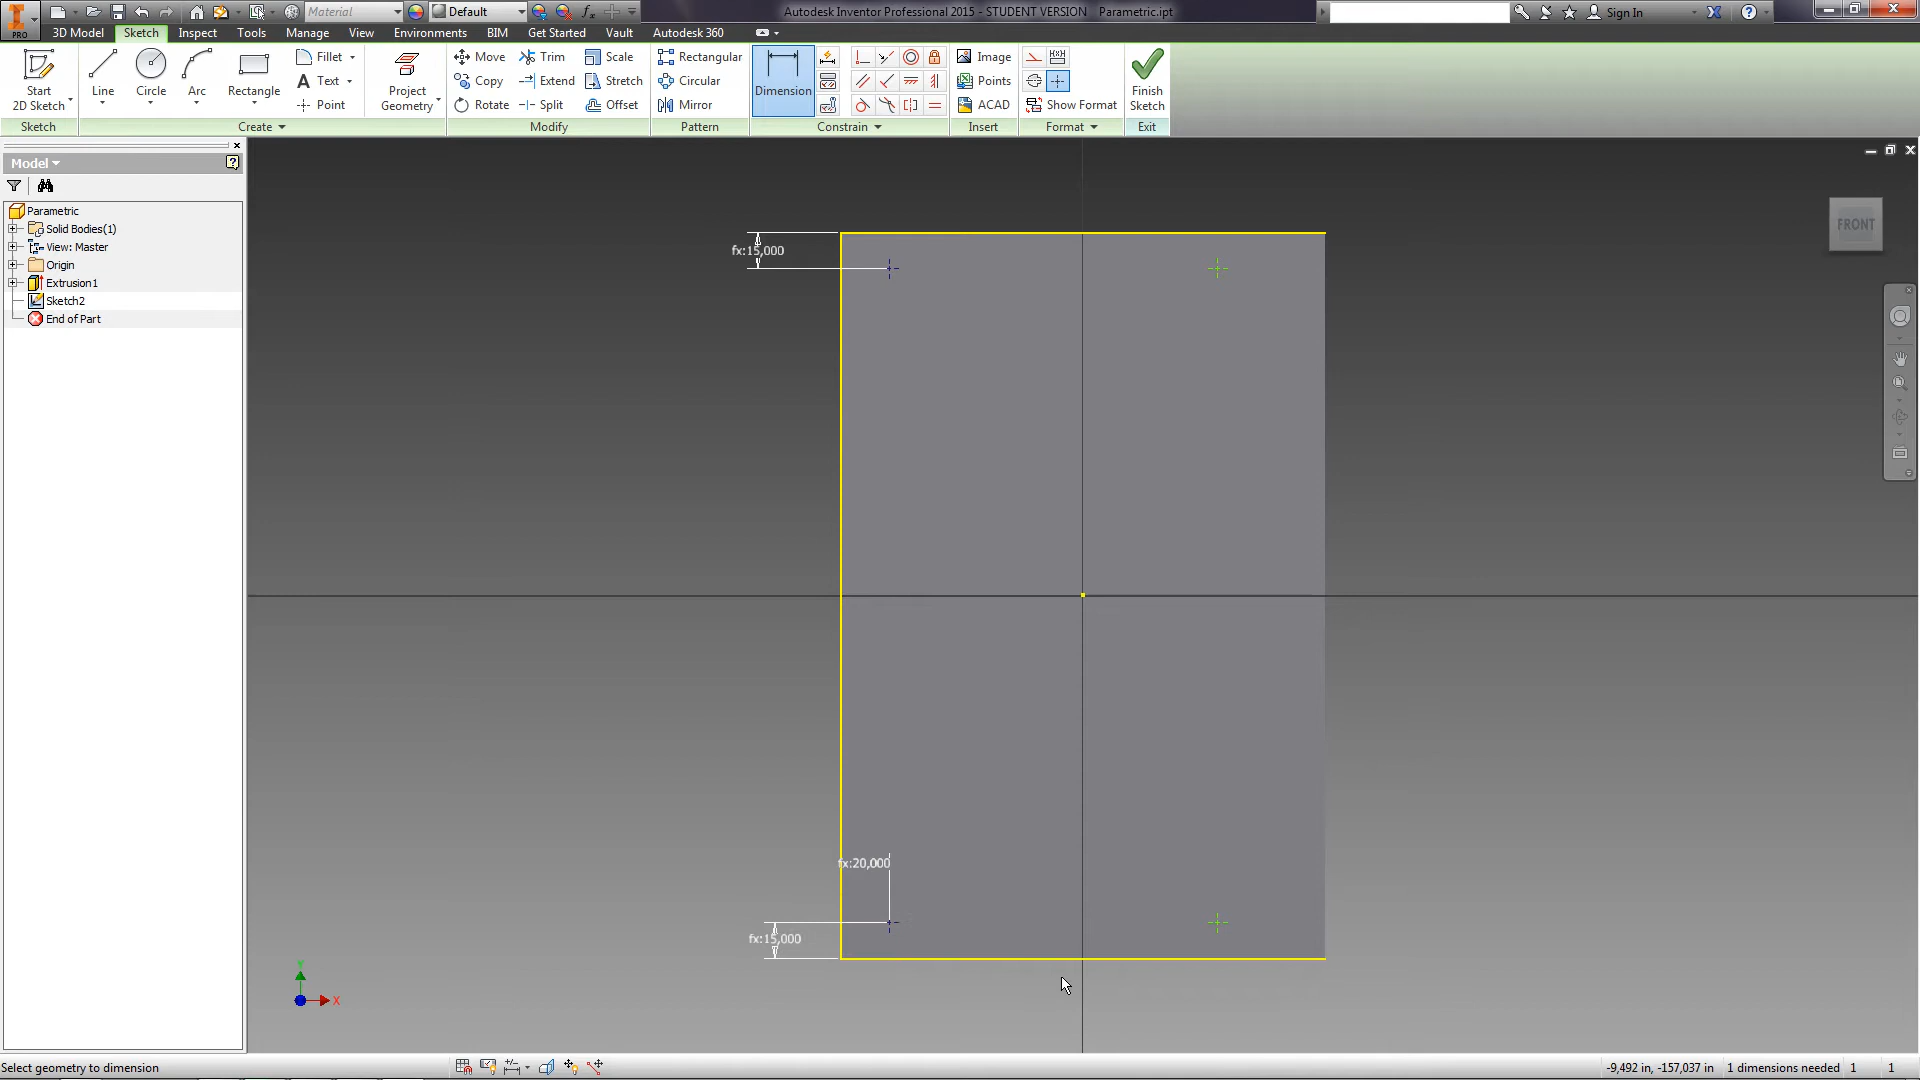 Material
Default
Autodesk Inventor Professional 2015 - STUDENT VERSION Parametric.ipt
Sign In
PRO
3D Model Sketch Inspect Tools Manage View Environments BIM Get Started Vault Autodesk 360
Start
2D Sketch
Line
Circle
Arc
Rectangle
Fillet
Text
Point
Project
Geometry
Move
Copy
Rotate
Trim
Extend
Split
Scale
Stretch
Offset
Rectangular
Circular
Mirror
Dimension
Image
Points
ACAD
Show Format
Finish
Sketch
Sketch Create Modify Pattern Constrain Insert Format Exit
Model
Parametric
Solid Bodies(1)
View: Master
Origin
Extrusion1
Sketch2
End of Part
FRONT
fx:15,000
fx:20,000
fx:15,000
Y
X
Select geometry to dimension
-9,492 in, -157,037 in 1 dimensions needed 1 1